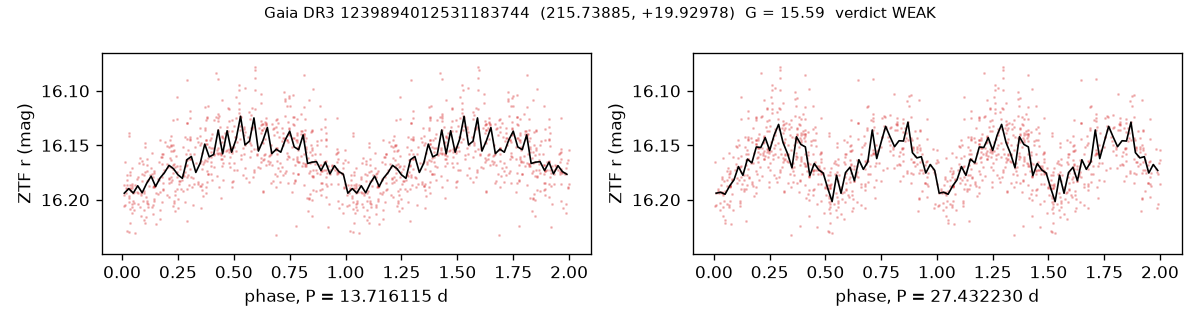 Gaia DR3 1239894012531183744 (215.73885, +19.92978) G = 15.59 verdict WEAK
ZTF r (mag)
16.10
16.15
16.20
0.00 0.25 0.50 0.75 1.00 1.25 1.50 1.75 2.00
phase, P = 13.716115 d
ZTF r (mag)
16.10
16.15
16.20
0.00 0.25 0.50 0.75 1.00 1.25 1.50 1.75 2.00
phase, P = 27.432230 d